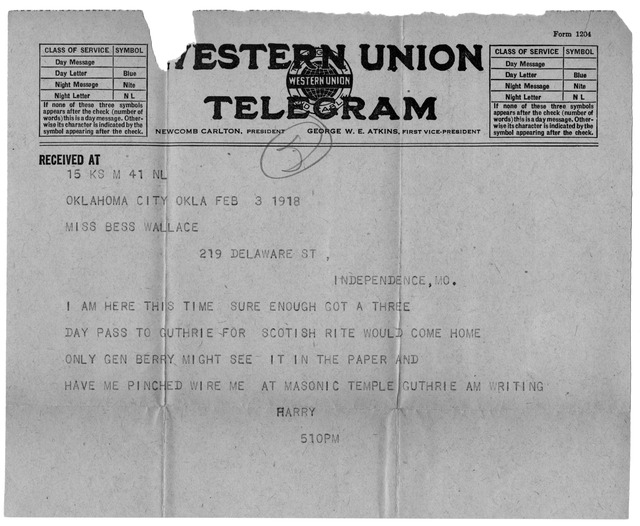 Form 1204
CLASS OF SERVICE SYMBOL
Day Message
Day Letter Blue
Night Message Nite
Night Letter N L
If none of these three symbols
appears after the check (number of
words) this is a day message. Other-
wise its character is indicated by the
symbol appearing after the check.
WESTERN UNION
WESTERN UNION
TELEGRAM
NEWCOMB CARLTON, PRESIDENT GEORGE W. E. ATKINS, FIRST VICE-PRESIDENT
CLASS OF SERVICE SYMBOL
Day Message
Day Letter Blue
Night Message Nite
Night Letter N L
If none of these three symbols
appears after the check (number of
words) this is a day message. Other-
wise its character is indicated by the
symbol appearing after the check.
RECEIVED AT
15 KS M 41 NL
OKLAHOMA CITY OKLA FEB 3 1918
MISS BESS WALLACE
219 DELAWARE ST ,
INDEPENDENCE, MO.
I AM HERE THIS TIME SURE ENOUGH GOT A THREE
DAY PASS TO GUTHRIE FOR SCOTISH RITE WOULD COME HOME
ONLY GEN BERRY MIGHT SEE IT IN THE PAPER AND
HAVE ME PINCHED WIRE ME AT MASONIC TEMPLE GUTHRIE AM WRITING
HARRY
510PM